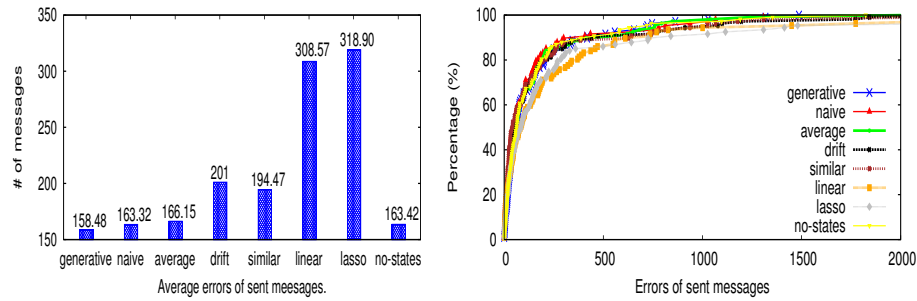 350
300
250
200
150
# of messages
158.48
163.32
166.15
201
194.47
308.57
318.90
163.42
generative naive average drift similar linear lasso no-states
Average errors of sent meesages.
100
80
60
40
20
0
Percentage (%)
generative
naive
average
drift
similar
linear
lasso
no-states
0 500 1000 1500 2000
Errors of sent messages